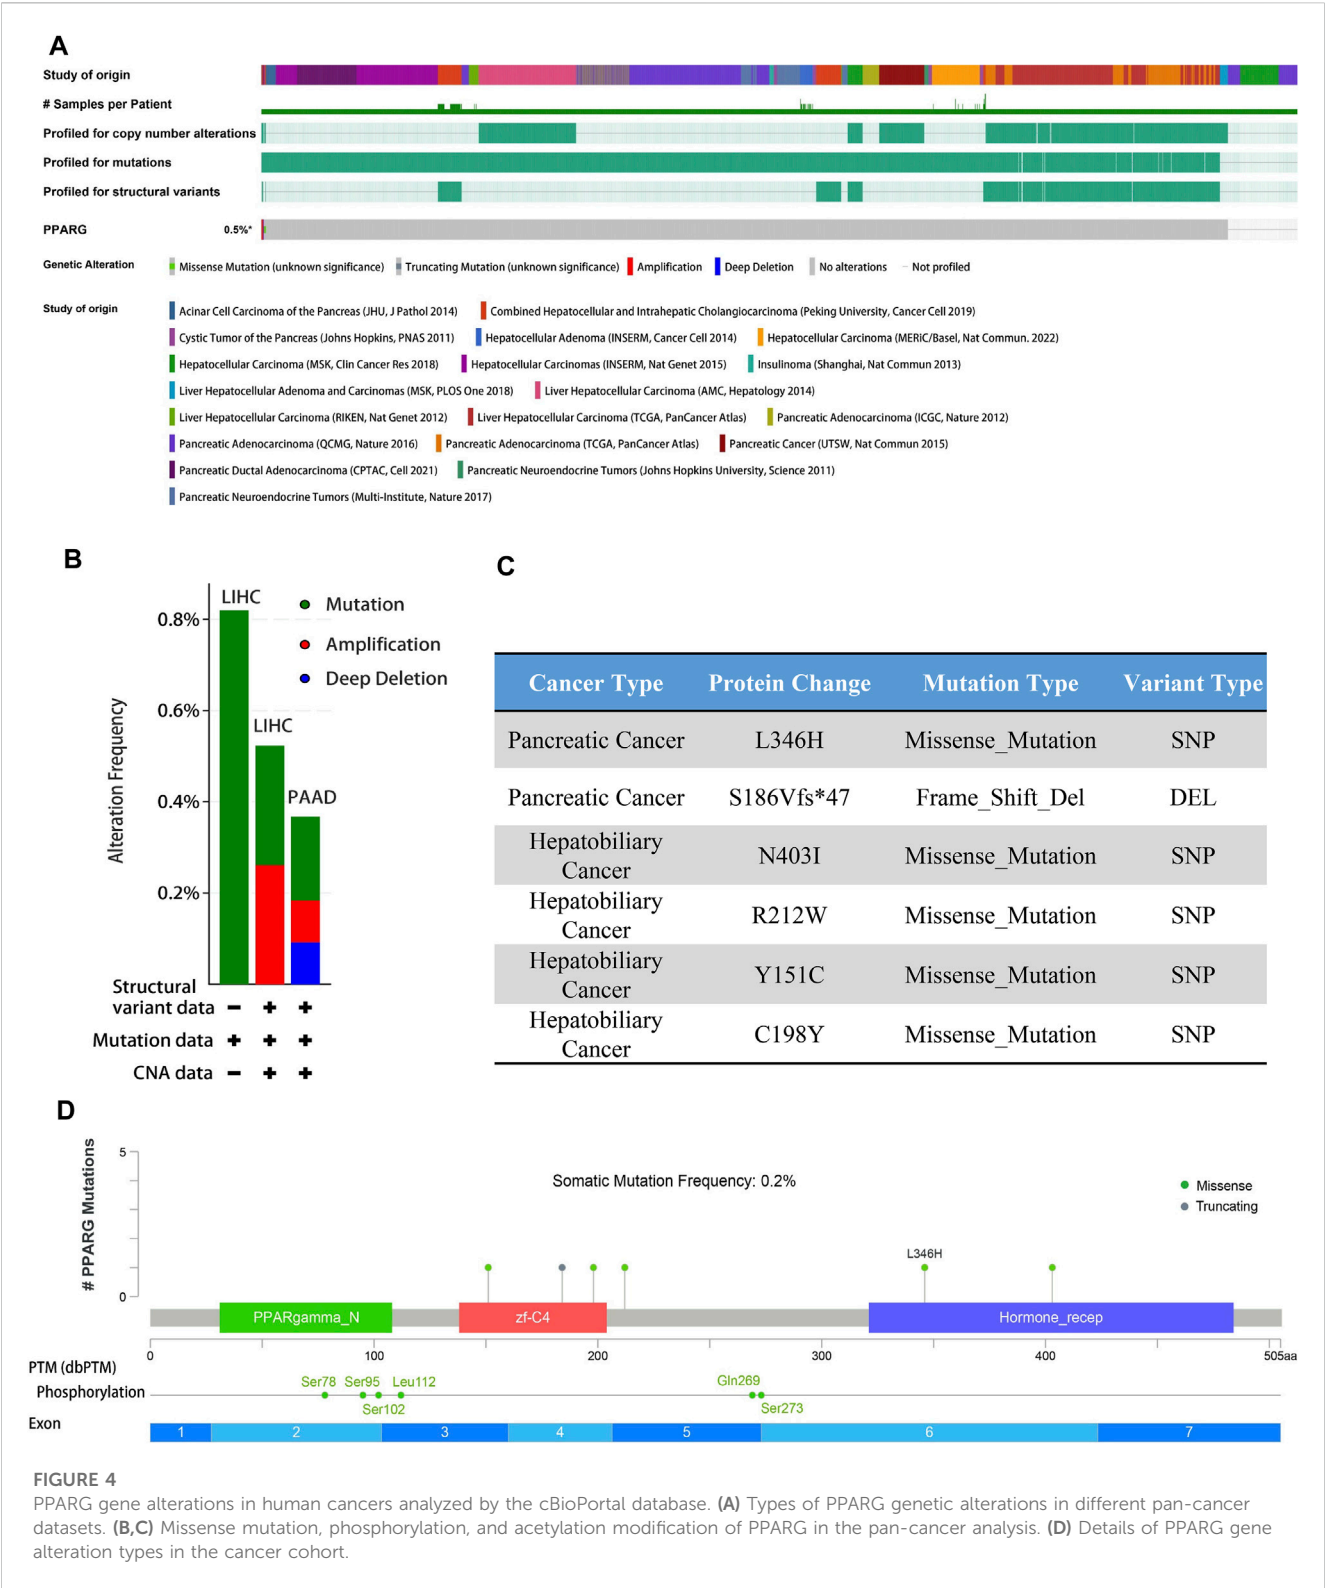 A
Study of origin
# Samples per Patient
Profiled for copy number alterations
Profiled for mutations
Profiled for structural variants
PPARG 0.5%*
Genetic Alteration Missense Mutation (unknown significance) Truncating Mutation (unknown significance) Amplification Deep Deletion No alterations Not profiled
Study of origin Acinar Cell Carcinoma of the Pancreas (JHU, J Pathol 2014) Combined Hepatocellular and Intrahepatic Cholangiocarcinoma (Peking University, Cancer Cell 2019)
Cystic Tumor of the Pancreas (Johns Hopkins, PNAS 2011) Hepatocellular Adenoma (INSERM, Cancer Cell 2014) Hepatocellular Carcinoma (MERiC/Basel, Nat Commun. 2022)
Hepatocellular Carcinoma (MSK, Clin Cancer Res 2018) Hepatocellular Carcinomas (INSERM, Nat Genet 2015) Insulinoma (Shanghai, Nat Commun 2013)
Liver Hepatocellular Adenoma and Carcinomas (MSK, PLOS One 2018) Liver Hepatocellular Carcinoma (AMC, Hepatology 2014)
Liver Hepatocellular Carcinoma (RIKEN, Nat Genet 2012) Liver Hepatocellular Carcinoma (TCGA, PanCancer Atlas) Pancreatic Adenocarcinoma (ICGC, Nature 2012)
Pancreatic Adenocarcinoma (QCMG, Nature 2016) Pancreatic Adenocarcinoma (TCGA, PanCancer Atlas) Pancreatic Cancer (UTSW, Nat Commun 2015)
Pancreatic Ductal Adenocarcinoma (CPTAC, Cell 2021) Pancreatic Neuroendocrine Tumors (Johns Hopkins University, Science 2011)
Pancreatic Neuroendocrine Tumors (Multi-Institute, Nature 2017)
B
Alteration Frequency
0.8%
0.6%
0.4%
0.2%
LIHC
LIHC
PAAD
Mutation
Amplification
Deep Deletion
Structural
variant data − + +
Mutation data + + +
CNA data − + +
C
Cancer Type Protein Change Mutation Type Variant Type
Pancreatic Cancer L346H Missense_Mutation SNP
Pancreatic Cancer S186Vfs*47 Frame_Shift_Del DEL
Hepatobiliary
Cancer N403I Missense_Mutation SNP
Hepatobiliary
Cancer R212W Missense_Mutation SNP
Hepatobiliary
Cancer Y151C Missense_Mutation SNP
Hepatobiliary
Cancer C198Y Missense_Mutation SNP
D
# PPARG Mutations
5
0
Somatic Mutation Frequency: 0.2%
Missense
Truncating
L346H
PPARgamma_N zf-C4 Hormone_recep
0 100 200 300 400 505aa
PTM (dbPTM)
Phosphorylation
Ser78 Ser95 Leu112 Gln269
Ser102 Ser273
Exon
1 2 3 4 5 6 7
FIGURE 4
PPARG gene alterations in human cancers analyzed by the cBioPortal database. (A) Types of PPARG genetic alterations in different pan-cancer
datasets. (B,C) Missense mutation, phosphorylation, and acetylation modification of PPARG in the pan-cancer analysis. (D) Details of PPARG gene
alteration types in the cancer cohort.